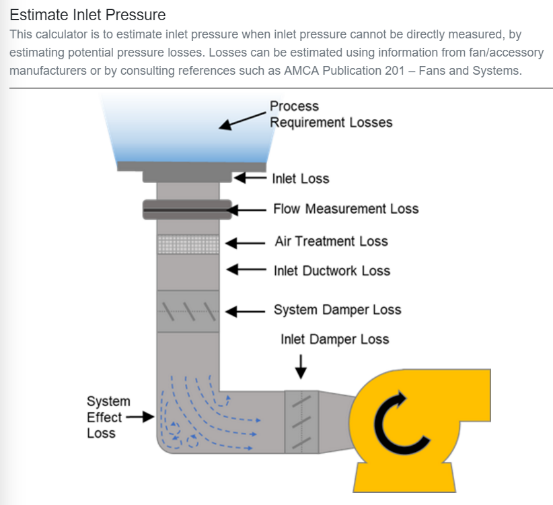 Estimate Inlet Pressure
This calculator is to estimate inlet pressure when inlet pressure cannot be directly measured, by
estimating potential pressure losses. Losses can be estimated using information from fan/accessory
manufacturers or by consulting references such as AMCA Publication 201 – Fans and Systems.
Process
Requirement Losses
Inlet Loss
Flow Measurement Loss
Air Treatment Loss
Inlet Ductwork Loss
System Damper Loss
Inlet Damper Loss
System
Effect
Loss